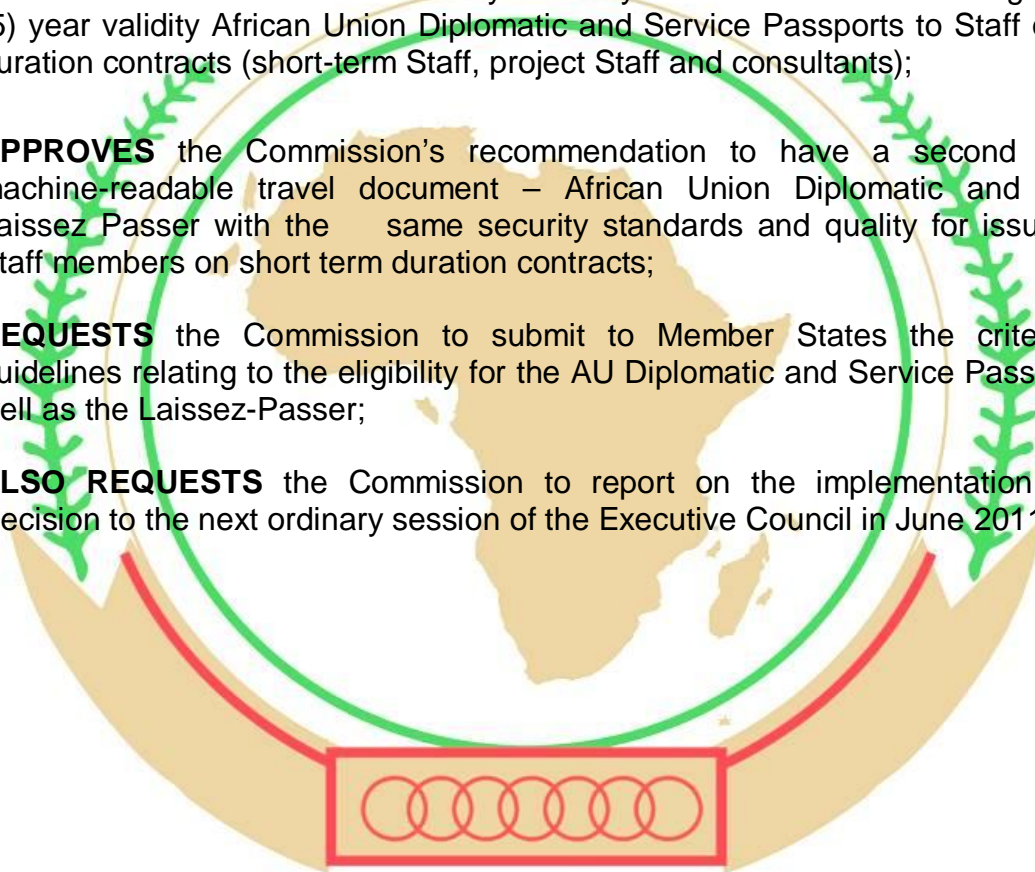 5) year validity African Union Diplomatic and Service Passports to Staff
uration contracts (short-term Staff, project Staff and consultants);
PPROVES the Commission's recommendation to have a second
achine-readable travel document – African Union Diplomatic and
aissez Passer with the same security standards and quality for issu
taff members on short term duration contracts;
EQUESTS the Commission to submit to Member States the crite
uidelines relating to the eligibility for the AU Diplomatic and Service Pass
ell as the Laissez-Passer;
LSO REQUESTS the Commission to report on the implementation
ecision to the next ordinary session of the Executive Council in June 2011